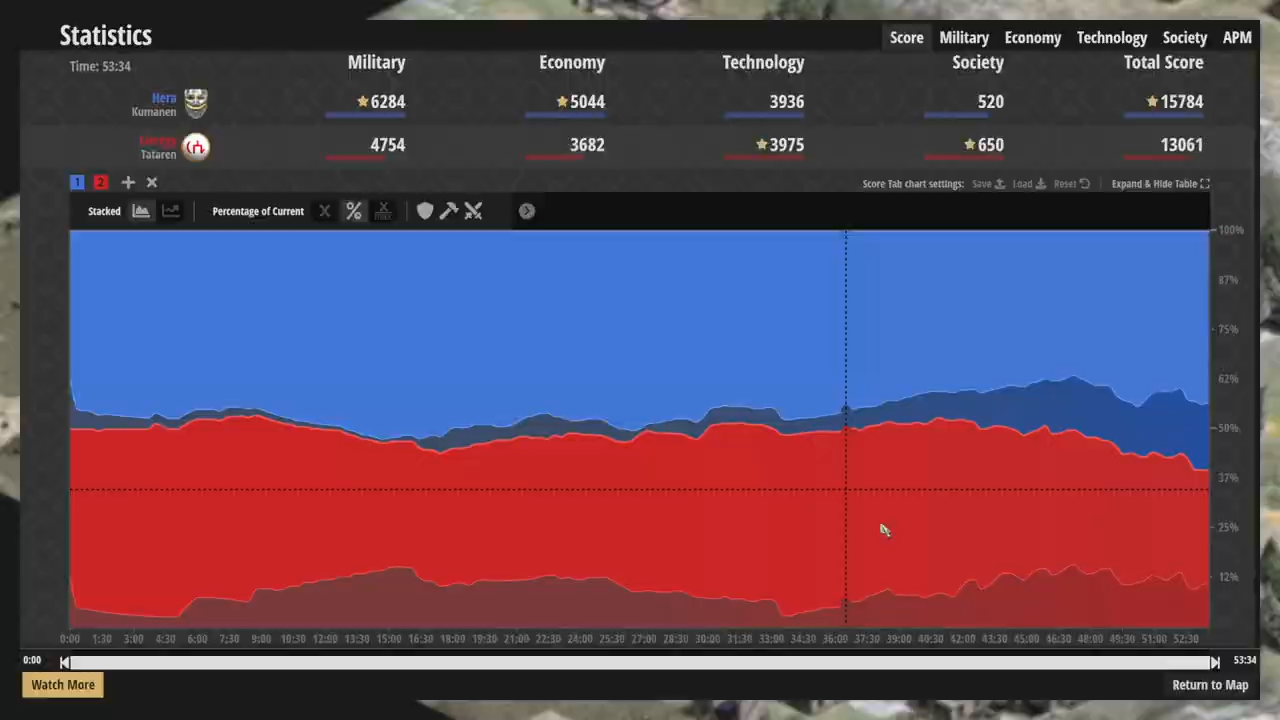 Statistics
Score Military Economy Technology Society APM
Time: 53:34
Military Economy Technology Society Total Score
Hera
Kumanen
6284 5044 3936 520 15784
Tataren
4754 3682 3975 650 13061
1 2
Score Tab chart settings: Save Load Reset Expand & Hide Table
Stacked Percentage of Current X % X MAX
100%
87%
75%
62%
50%
37%
25%
12%
0:00 1:30 3:00 4:30 6:00 7:30 9:00 10:30 12:00 13:30 15:00 16:30 18:00 19:30 21:00 22:30 24:00 25:30 27:00 28:30 30:00 31:30 33:00 34:30 36:00 37:30 39:00 40:30 42:00 43:30 45:00 46:30 48:00 49:30 51:00 52:30
0:00 53:34
Watch More Return to Map